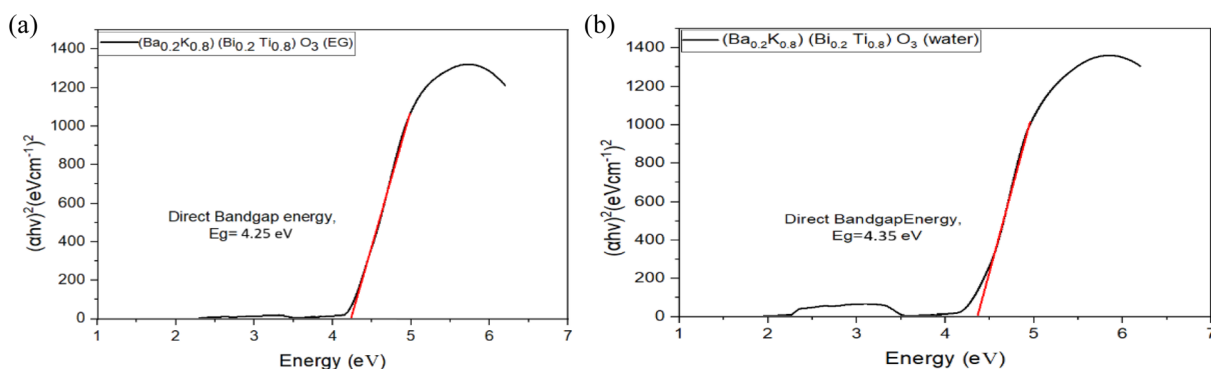 (a)
(Ba0.2K0.8) (Bi0.2 Ti0.8) O3 (EG)
1400
1200
1000
800
600
400
200
0
(αhv)²(eVcm⁻¹)²
Direct Bandgap energy,
Eg= 4.25 eV
1 2 3 4 5 6 7
Energy (eV)
(b)
(Ba0.2K0.8) (Bi0.2 Ti0.8) O3 (water)
1400
1200
1000
800
600
400
200
0
(αhv)²(eVcm⁻¹)²
Direct BandgapEnergy,
Eg=4.35 eV
1 2 3 4 5 6 7
Energy (eV)